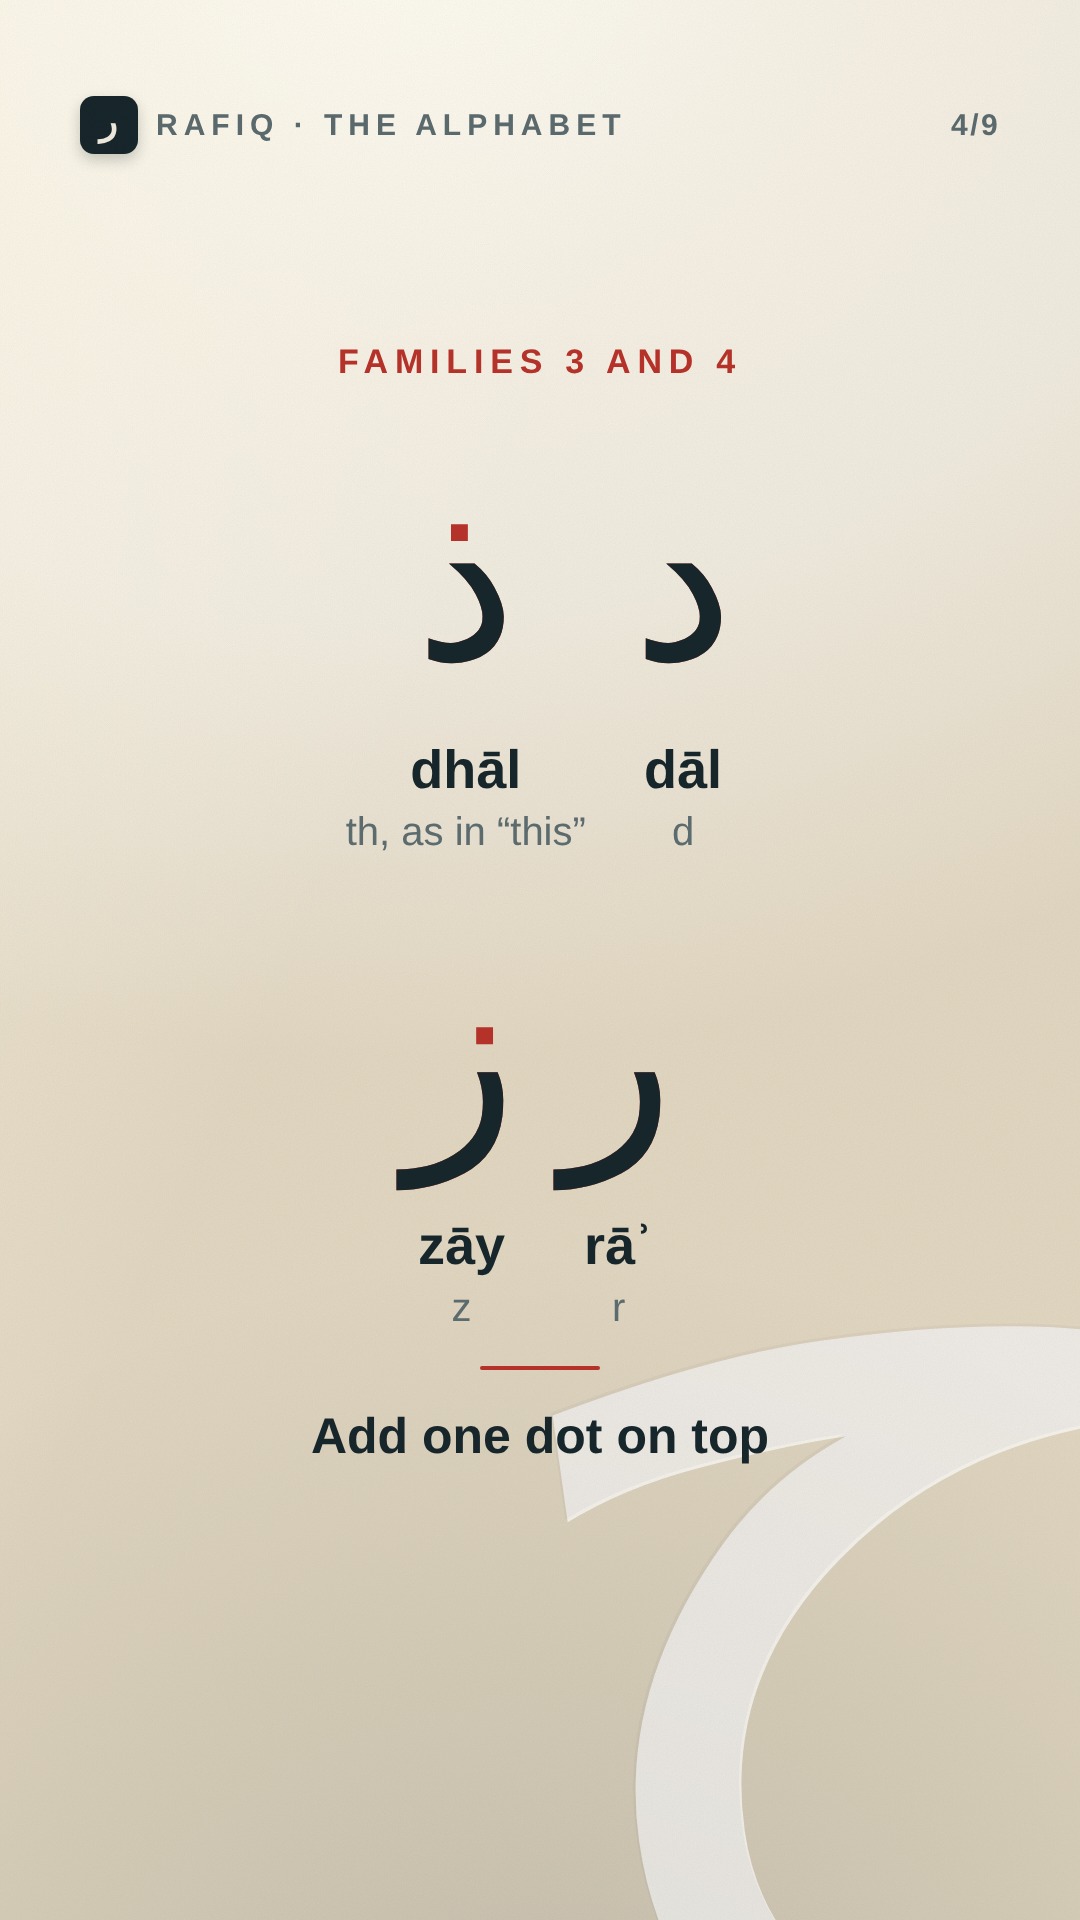 ر RAFIQ · THE ALPHABET 4/9
FAMILIES 3 AND 4
د ذ
dhāl dāl
th, as in “this” d
ر ز
zāy rāʾ
z r
Add one dot on top
ح